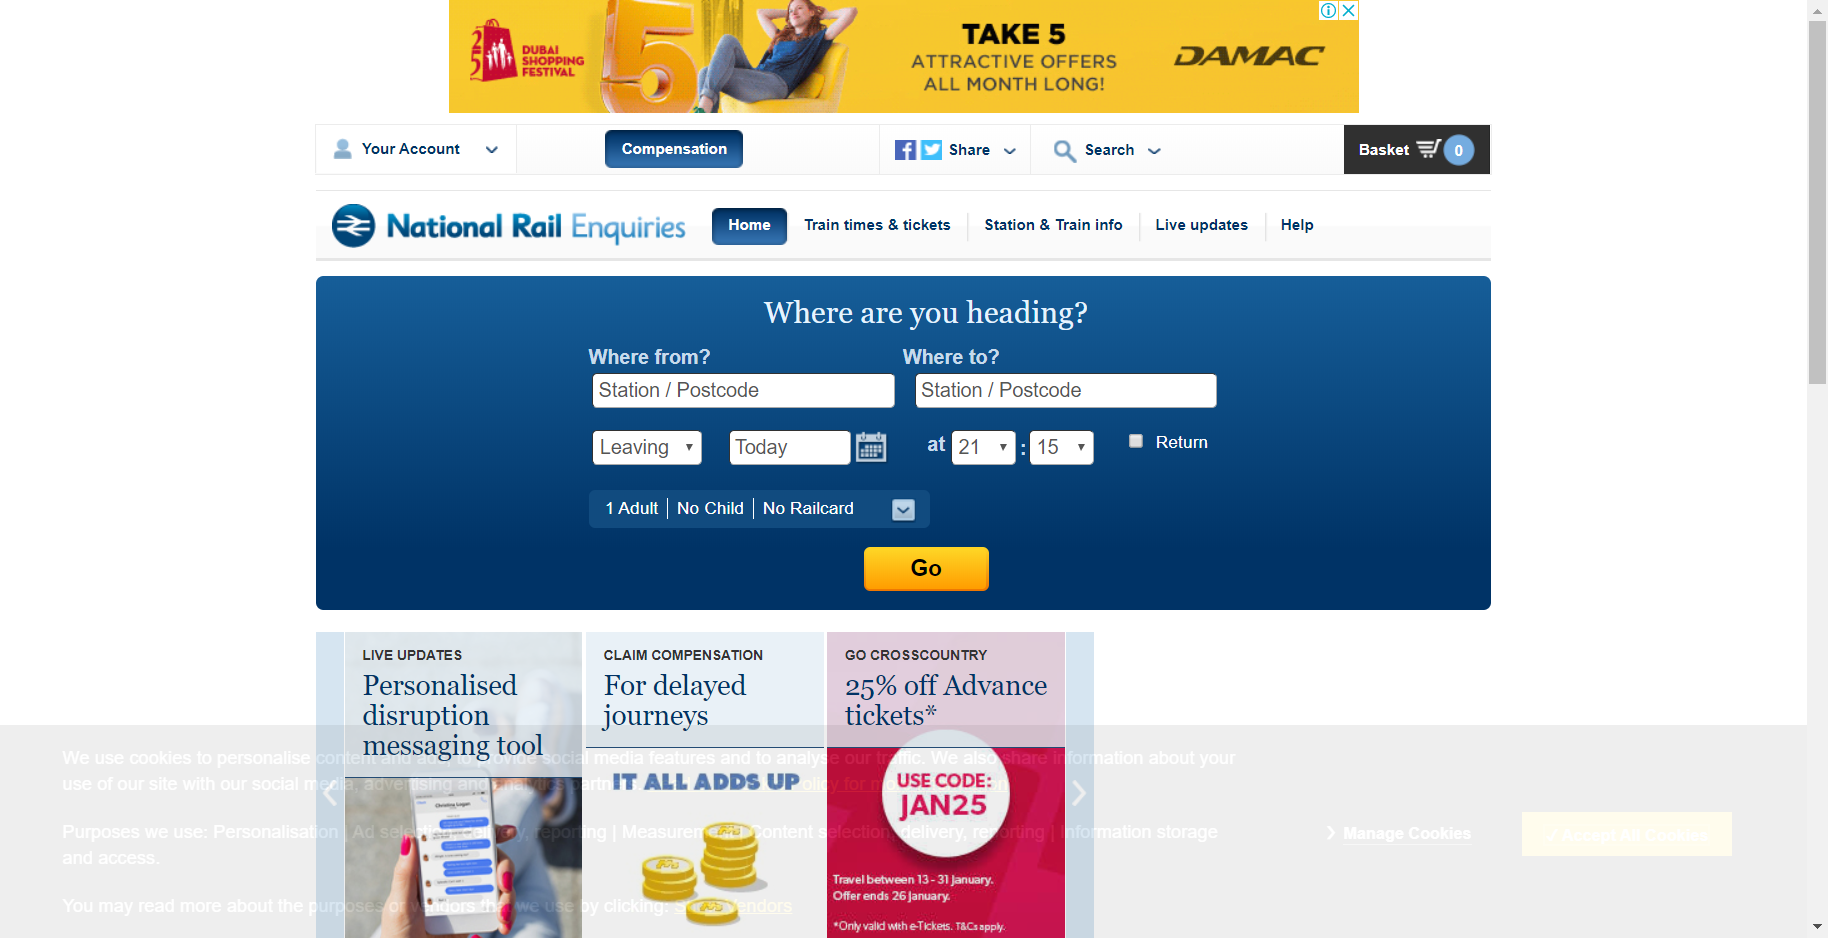 DUBAI
SHOPPING
FESTIVAL
5
TAKE 5
ATTRACTIVE OFFERS
ALL MONTH LONG!
DAMAC
Your Account
Compensation
Share
Search
Basket 0
National Rail Enquiries
Home
Train times & tickets
Station & Train info
Live updates
Help
Where are you heading?
Where from?
Where to?
Station / Postcode
Station / Postcode
Leaving
Today
at 21 : 15
Return
1 Adult | No Child | No Railcard
Go
LIVE UPDATES
Personalised
disruption
messaging tool
CLAIM COMPENSATION
For delayed
journeys
IT ALL ADDS UP
GO CROSSCOUNTRY
25% off Advance
tickets*
USE CODE:
JAN25
Travel between 13 - 31 January.
Offer ends 26 January.
*Only valid with e-Tickets. T&Cs apply.
We use cookies to personalise content and ads, to provide social media features and to analyse our traffic. We also share information about your
use of our site with our social media, advertising and analytics partners.
Purposes we use: Personalisation | Ad selection, delivery, reporting | Measurement | Content selection, delivery, reporting | Information storage
and access.
You may read more about the purposes or vendors that we use by clicking: Vendors
Manage Cookies
Accept All Cookies